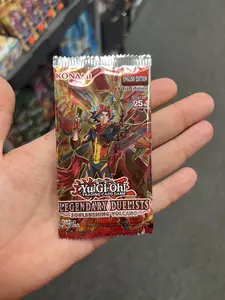 KONAMI
ENGLISH EDITION
25
Yu-Gi-Oh!
TRADING CARD GAME
LEGENDARY DUELISTS
SOULBURNING VOLCANO